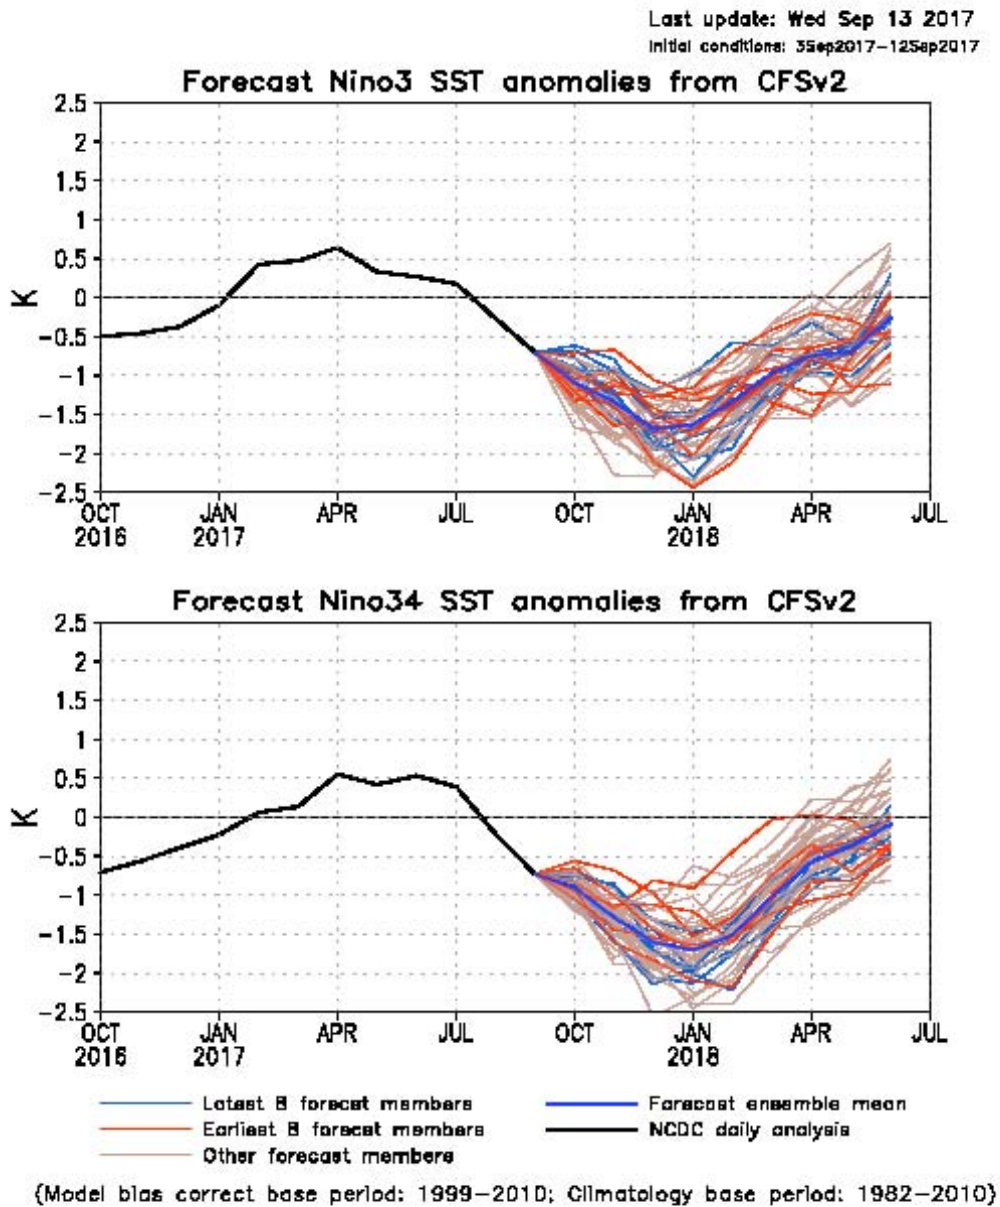 Last update: Wed Sep 13 2017
Initial conditions: 3Sep2017-12Sep2017
Forecast Nino3 SST anomalies from CFSv2
2.5
2
1.5
1
0.5
0
-0.5
-1
-1.5
-2
-2.5
K
OCT JAN APR JUL OCT JAN APR JUL
2016 2017 2018
Forecast Nino34 SST anomalies from CFSv2
2.5
2
1.5
1
0.5
0
-0.5
-1
-1.5
-2
-2.5
K
OCT JAN APR JUL OCT JAN APR JUL
2016 2017 2018
Latest 8 forecast members Forecast ensemble mean
Earliest 8 forecast members NCDC daily analysis
Other forecast members
(Model bias correct base period: 1999-2010; Climatology base period: 1982-2010)